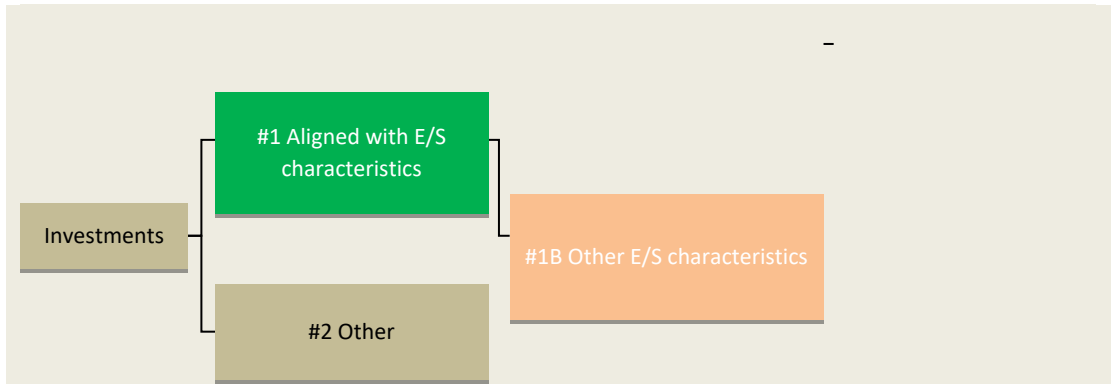 #1 Aligned with E/S
characteristics
Investments
#1B Other E/S characteristics
#2 Other